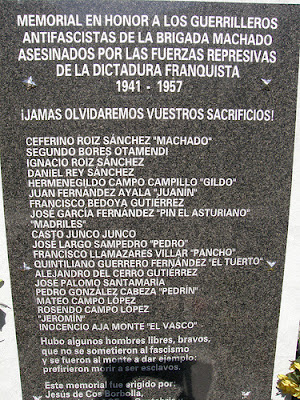 MEMORIAL EN HONOR A LOS GUERRILLEROS
ANTIFASCISTAS DE LA BRIGADA MACHADO
ASESINADOS POR LAS FUERZAS REPRESIVAS
DE LA DICTADURA FRANQUISTA
1941 - 1957
¡JAMAS OLVIDAREMOS VUESTROS SACRIFICIOS!
CEFERINO ROIZ SÁNCHEZ "MACHADO"
SEGUNDO BORES OTAMENDI
IGNACIO ROIZ SÁNCHEZ
DANIEL REY SÁNCHEZ
HERMENEGILDO CAMPO CAMPILLO "GILDO"
JUAN FERNÁNDEZ AYALA "JUANÍN"
FRANCISCO BEDOYA GUTIÉRREZ
JOSÉ GARCÍA FERNÁNDEZ "PIN EL ASTURIANO"
"MADRILES"
CASTO JUNCO JUNCO
JOSÉ LARGO SAMPEDRO "PEDRO"
FRANCISCO LLAMAZARES VILLAR "PANCHO"
QUINTILIANO GUERRERO FERNÁNDEZ "EL TUERTO"
ALEJANDRO DEL CERRO GUTIÉRREZ
JOSÉ PALOMO SANTAMARÍA
PEDRO GONZÁLEZ CABEZA "PEDRÍN"
MATEO CAMPO LÓPEZ
ROSENDO CAMPO LÓPEZ
"JEROMÍN"
INOCENCIO AJA MONTE "EL VASCO"
Hubo algunos hombres libres, bravos,
que no se sometieron al fascismo
y se fueron al monte a dar ejemplo:
prefirieron morir a ser esclavos.
Este memorial fue erigido por:
Jesús de Cos Borbolla,